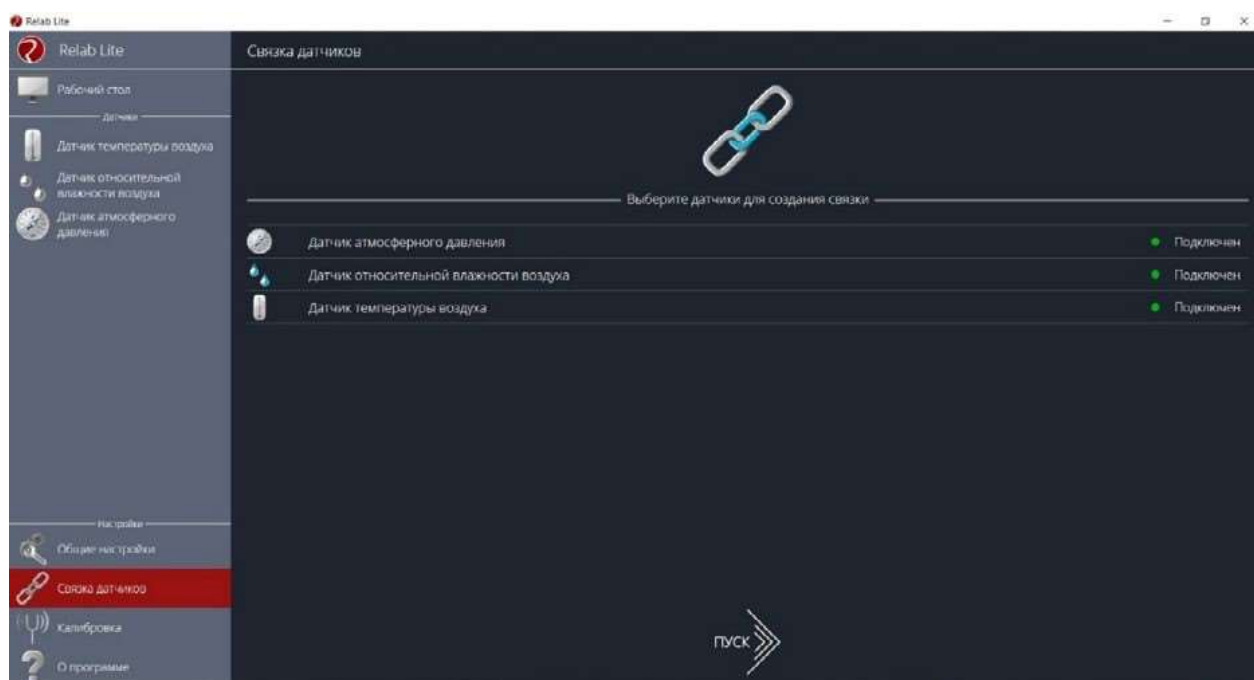 Relab Lite
Relab Lite
Рабочий стол
Датчики
Датчик температуры воздуха
Датчик относительной
влажности воздуха
Датчик атмосферного
давления
Настройки
Общие настройки
Связка датчиков
Калибровка
О программе
Связка датчиков
Выберите датчики для создания связки
Датчик атмосферного давления
Подключен
Датчик относительной влажности воздуха
Подключен
Датчик температуры воздуха
Подключен
ПУСК